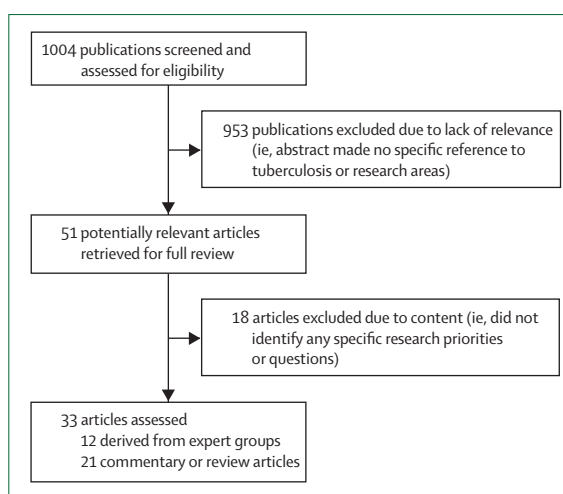 1004 publications screened and
assessed for eligibility
953 publications excluded due to lack of relevance
(ie, abstract made no specific reference to
tuberculosis or research areas)
51 potentially relevant articles
retrieved for full review
18 articles excluded due to content (ie, did not
identify any specific research priorities
or questions)
33 articles assessed
12 derived from expert groups
21 commentary or review articles